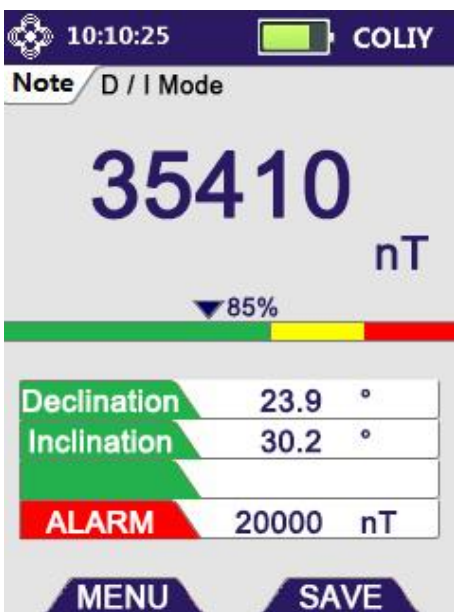 10:10:25 COLIY
Note D / I Mode
35410
nT
85%
Declination 23.9 °
Inclination 30.2 °
ALARM 20000 nT
MENU SAVE